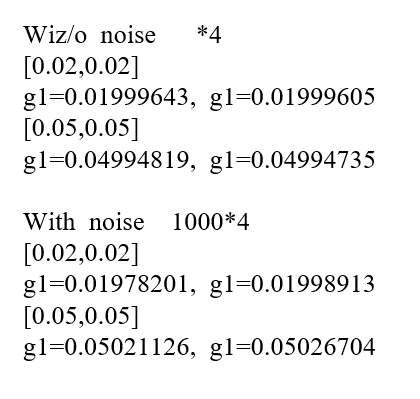 Wiz/o noise *4
[0.02,0.02]
g1=0.01999643, g1=0.01999605
[0.05,0.05]
g1=0.04994819, g1=0.04994735
With noise 1000*4
[0.02,0.02]
g1=0.01978201, g1=0.01998913
[0.05,0.05]
g1=0.05021126, g1=0.05026704